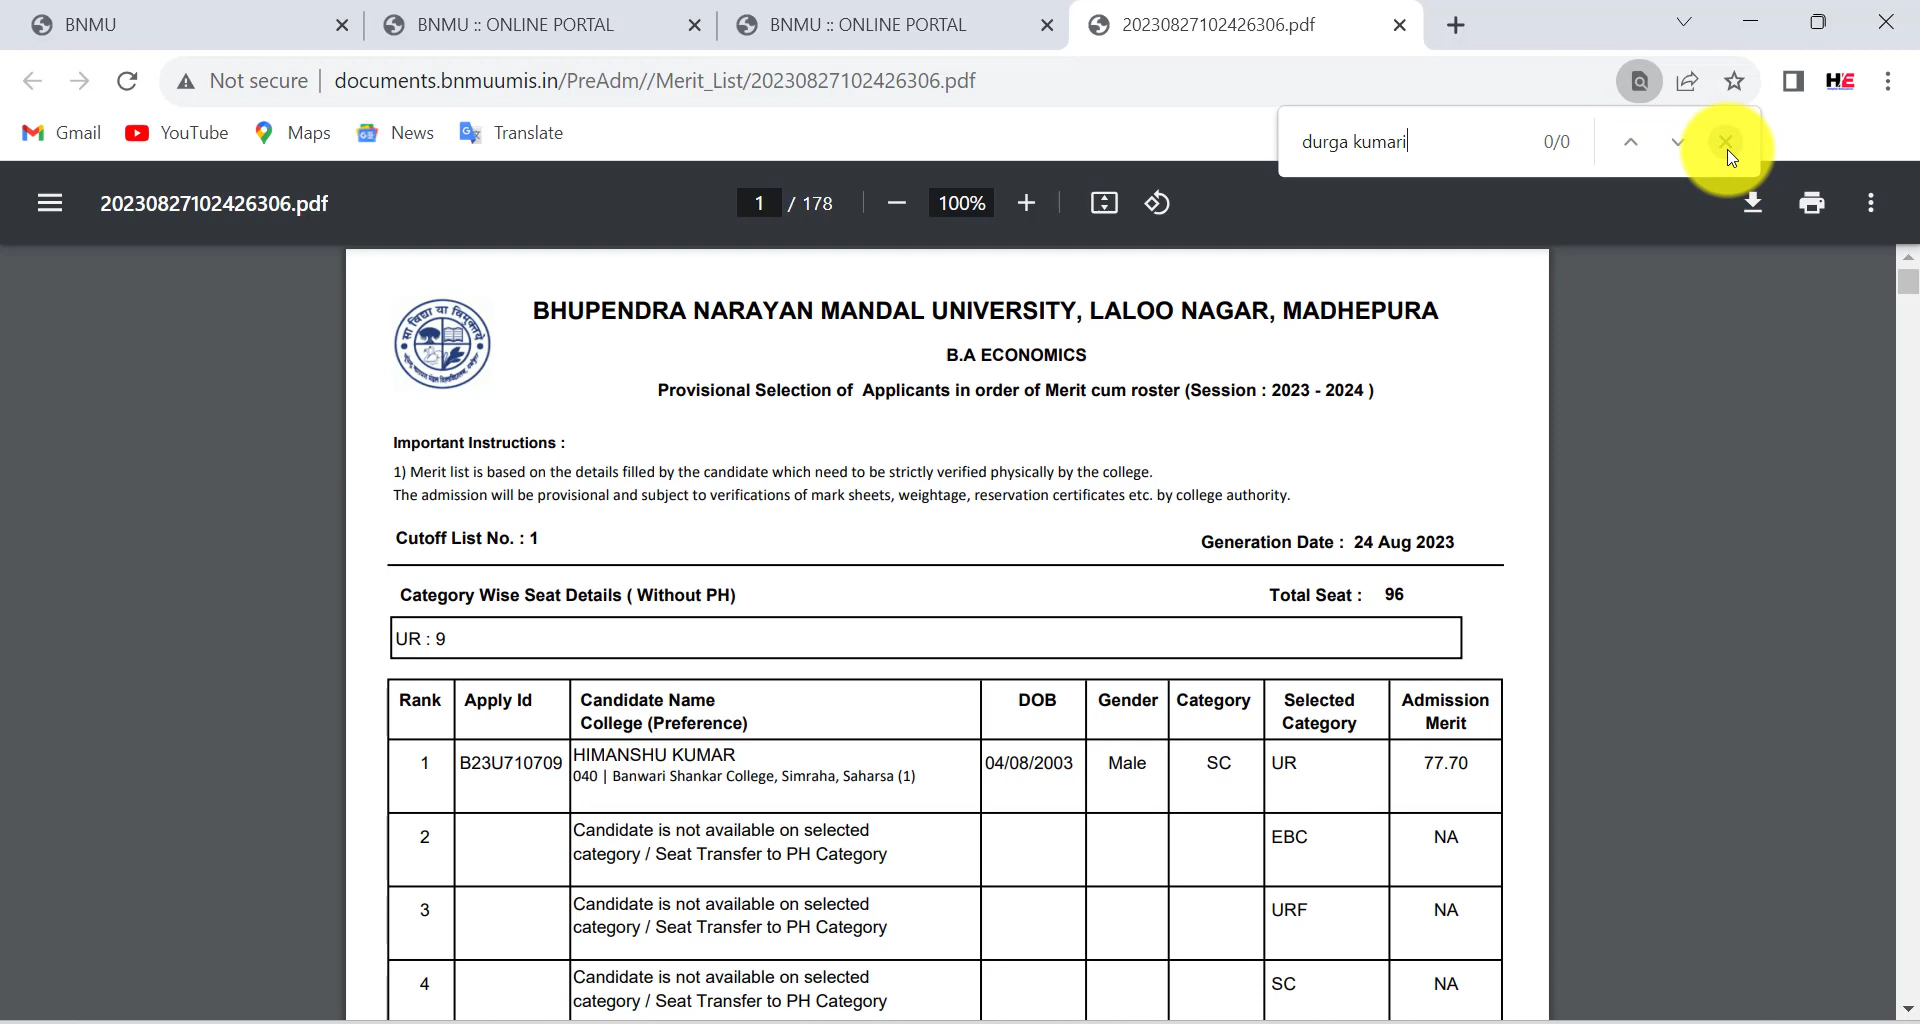 BNMU
BNMU :: ONLINE PORTAL
BNMU :: ONLINE PORTAL
20230827102426306.pdf
Not secure
documents.bnmuumis.in/PreAdm//Merit_List/20230827102426306.pdf
HE
Gmail
YouTube
Maps
News
Translate
durga kumari
0/0
20230827102426306.pdf
1 / 178
100%
BHUPENDRA NARAYAN MANDAL UNIVERSITY, LALOO NAGAR, MADHEPURA
B.A ECONOMICS
Provisional Selection of Applicants in order of Merit cum roster (Session : 2023 - 2024 )
Important Instructions :
1) Merit list is based on the details filled by the candidate which need to be strictly verified physically by the college.
The admission will be provisional and subject to verifications of mark sheets, weightage, reservation certificates etc. by college authority.
Cutoff List No. : 1
Generation Date : 24 Aug 2023
Category Wise Seat Details ( Without PH)
Total Seat : 96
UR : 9
Rank
Apply Id
Candidate Name
College (Preference)
DOB
Gender
Category
Selected
Category
Admission
Merit
1
B23U710709
HIMANSHU KUMAR
040 | Banwari Shankar College, Simraha, Saharsa (1)
04/08/2003
Male
SC
UR
77.70
2
Candidate is not available on selected
category / Seat Transfer to PH Category
EBC
NA
3
Candidate is not available on selected
category / Seat Transfer to PH Category
URF
NA
4
Candidate is not available on selected
category / Seat Transfer to PH Category
SC
NA